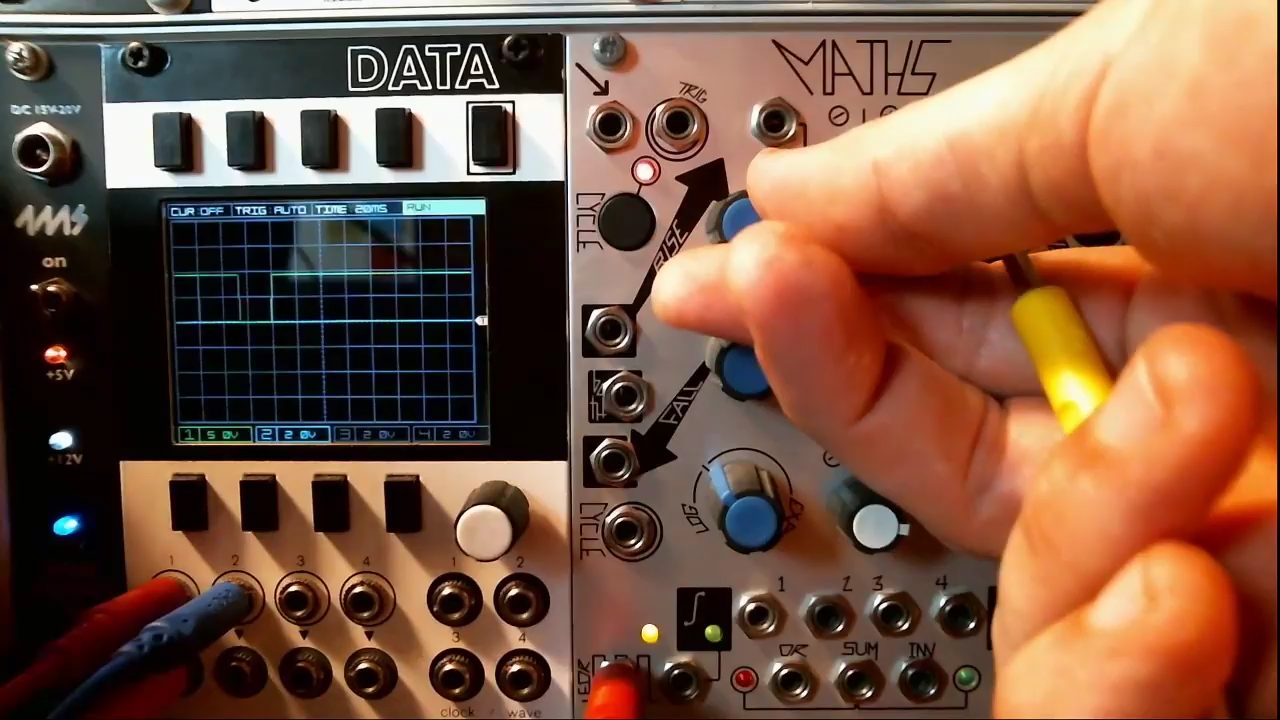 DATA
MATHS
DC 15V-20V
TRIG
4ms
CYCLE
CUR OFF TRIG AUTO TIME 20MS RUN
RISE
on
+5V
FALL
+12V
1 5 0V 2 2 0V 3 2 0V 4 2 0V
LOG
CYCLE
1 2 3 4
1 2
1 2 3 4
3 4
EOR
OR SUM INV
clock wave